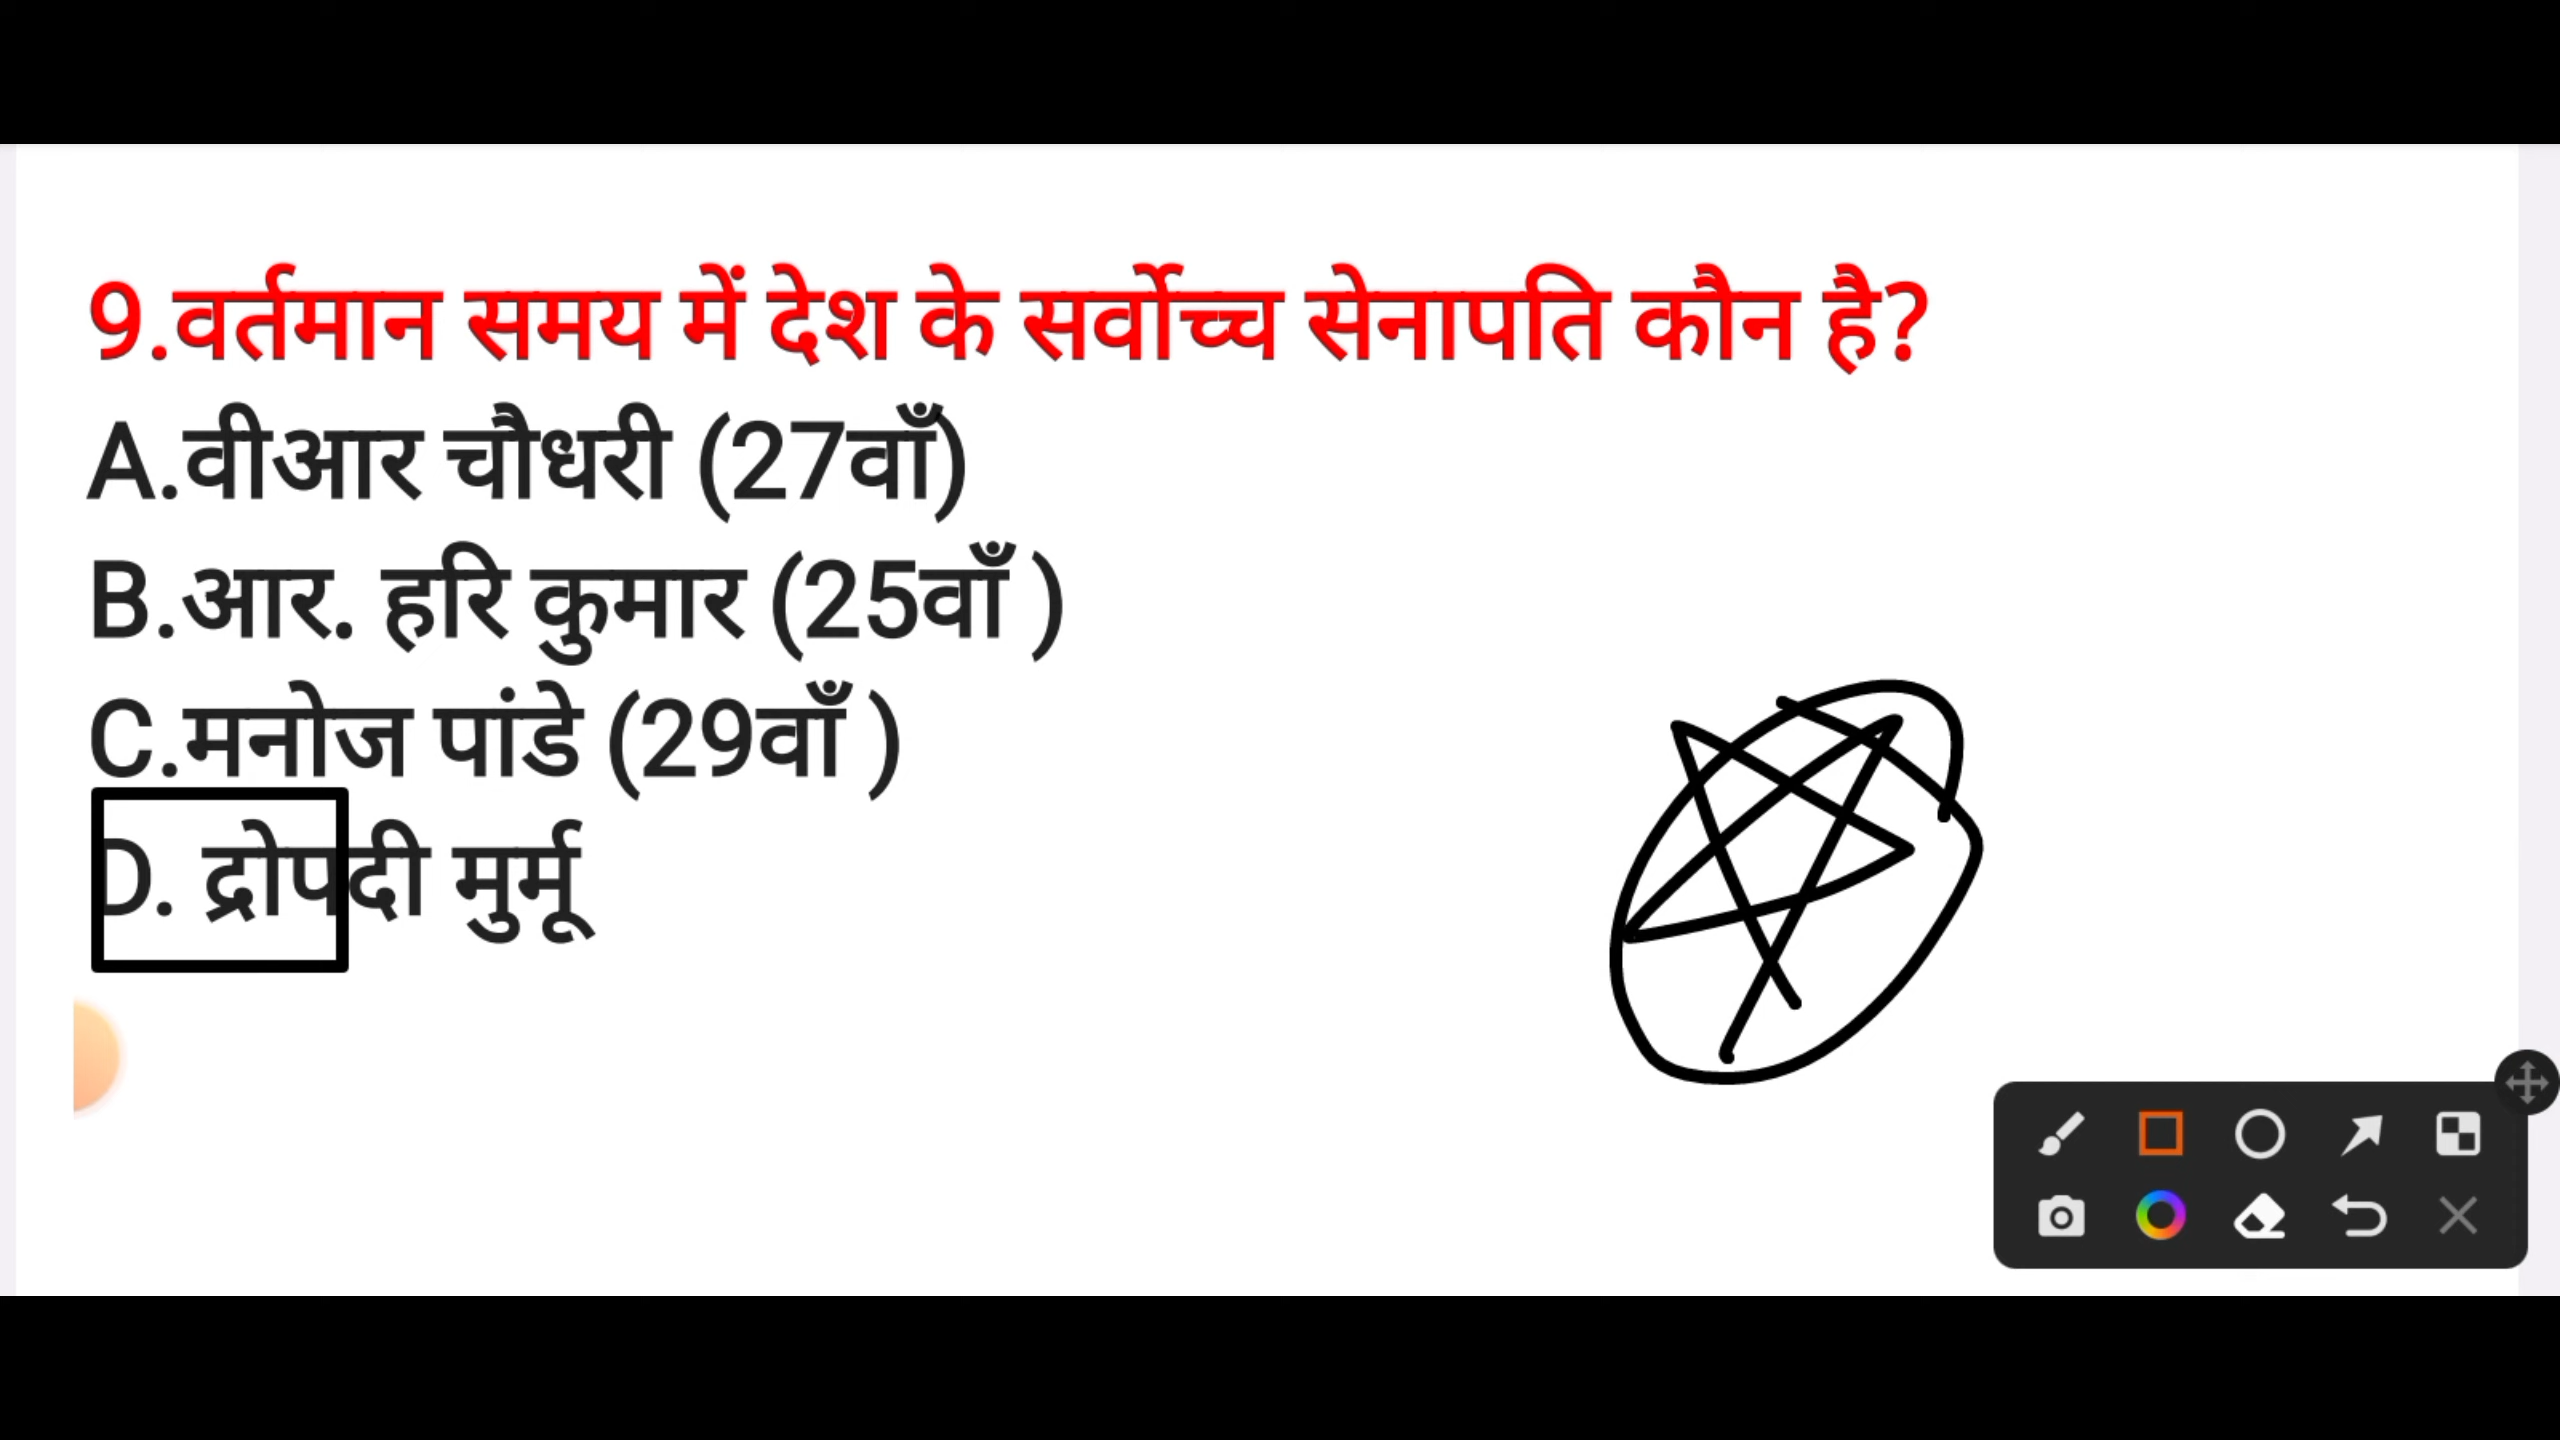 9.वर्तमान समय में देश के सर्वोच्च सेनापति कौन है?
A.वीआर चौधरी (27वाँ)
B.आर. हरि कुमार (25वाँ )
C.मनोज पांडे (29वाँ )
D. द्रोपदी मुर्मू